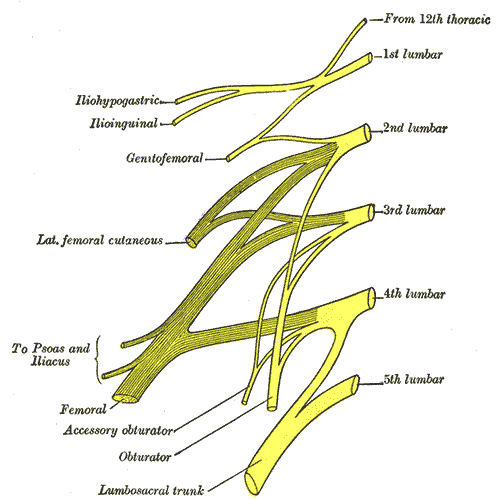 From 12th thoracic
1st lumbar
Iliohypogastric
Ilioinguinal
2nd lumbar
Genitofemoral
3rd lumbar
Lat. femoral cutaneous
4th lumbar
To Psoas and
Iliacus
5th lumbar
Femoral
Accessory obturator
Obturator
Lumbosacral trunk